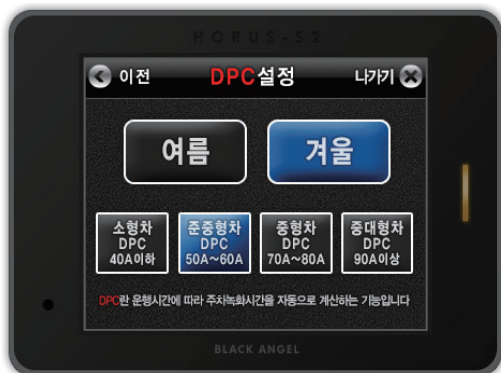 HORUS-S2
이전 DPC설정 나가기
여름 겨울
소형차 준중형차 중형차 중대형차
DPC DPC DPC DPC
40A이하 50A~60A 70A~80A 90A이상
DPC란 운행시간에 따라 주차녹화시간을 자동으로 계산하는 기능입니다
BLACK ANGEL